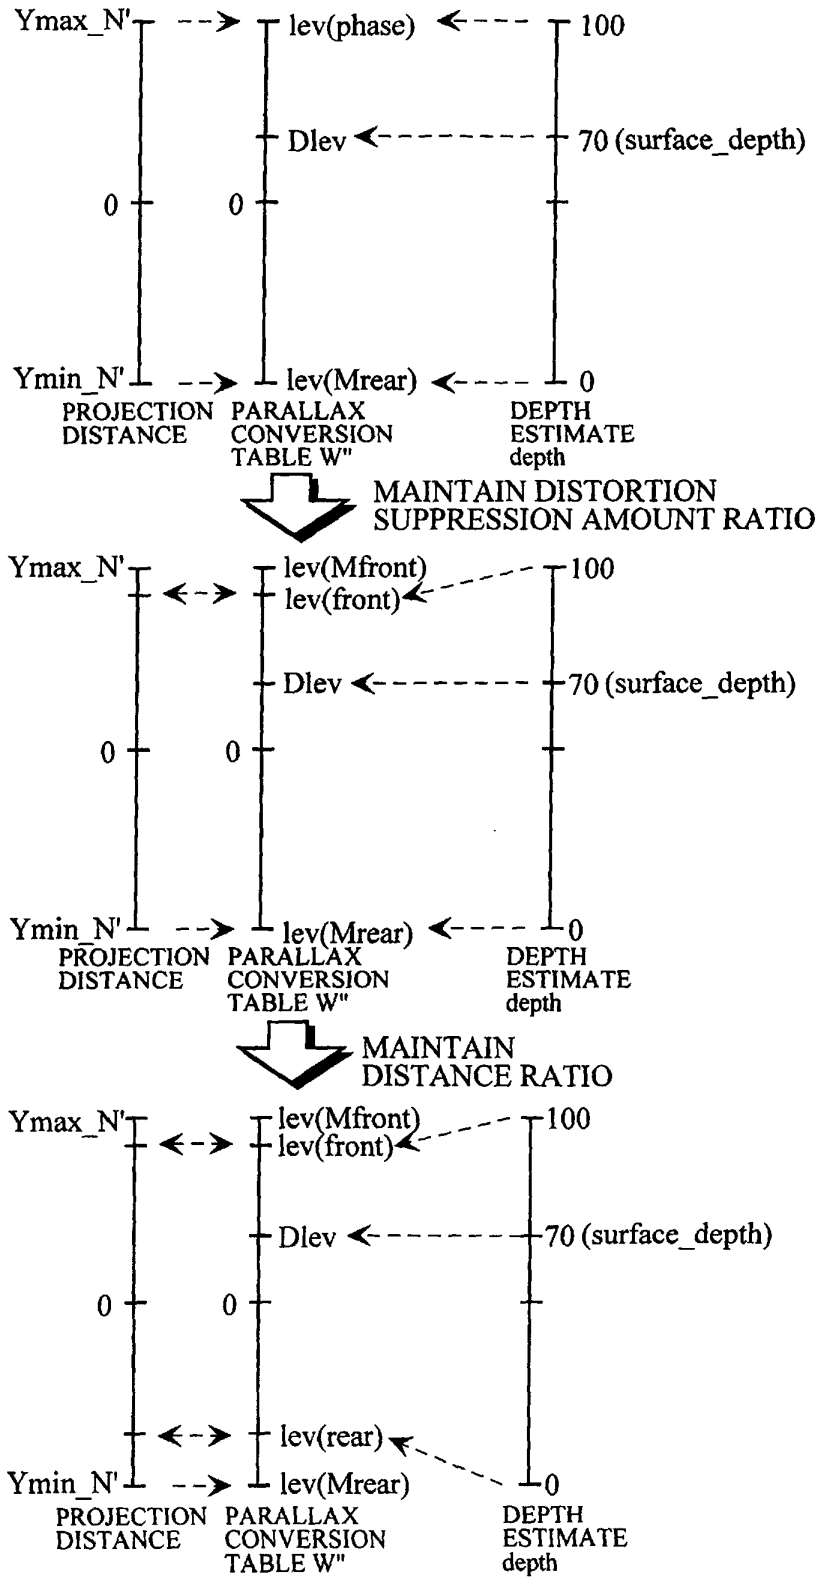 Ymax_N' lev(phase) 100
Dlev 70 (surface_depth)
0 0
Ymin_N' lev(Mrear) 0
PROJECTION DISTANCE
PARALLAX CONVERSION TABLE W"
DEPTH ESTIMATE depth
MAINTAIN DISTORTION
SUPPRESSION AMOUNT RATIO
Ymax_N' lev(Mfront) 100
lev(front)
Dlev 70 (surface_depth)
0 0
Ymin_N' lev(Mrear) 0
PROJECTION DISTANCE
PARALLAX CONVERSION TABLE W"
DEPTH ESTIMATE depth
MAINTAIN
DISTANCE RATIO
Ymax_N' lev(Mfront) 100
lev(front)
Dlev 70 (surface_depth)
0 0
lev(rear)
Ymin_N' lev(Mrear) 0
PROJECTION DISTANCE
PARALLAX CONVERSION TABLE W"
DEPTH ESTIMATE depth